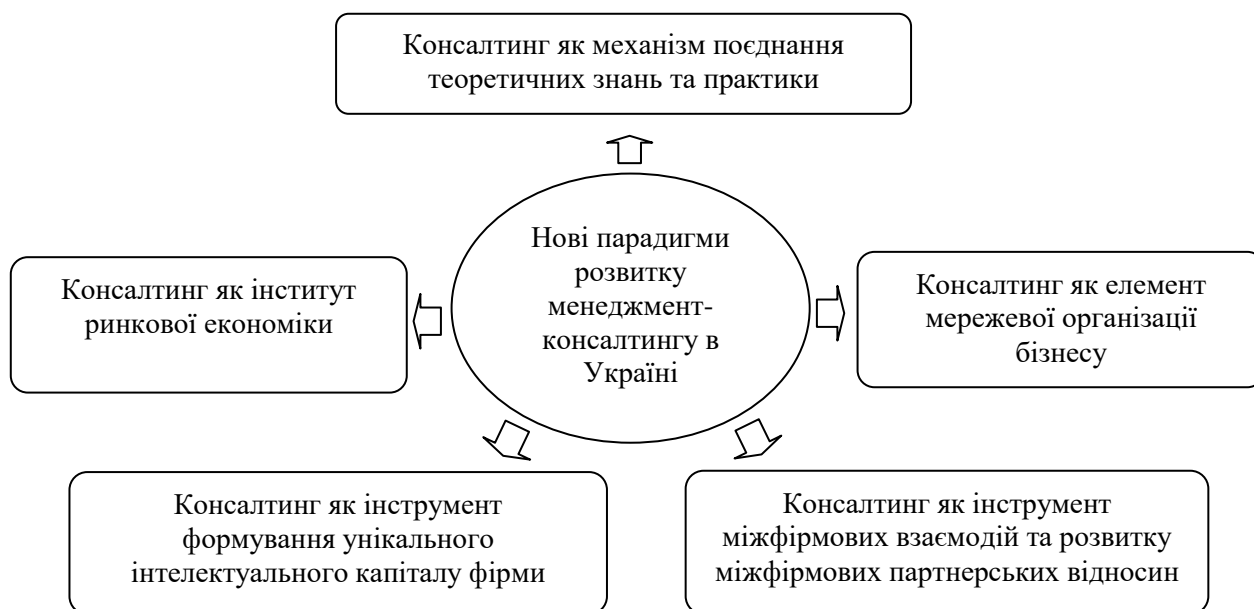 Консалтинг як механізм поєднання
теоретичних знань та практики
Нові парадигми
розвитку
менеджмент-
консалтингу в
Україні
Консалтинг як інститут
ринкової економіки
Консалтинг як елемент
мережевої організації
бізнесу
Консалтинг як інструмент
формування унікального
інтелектуального капіталу фірми
Консалтинг як інструмент
міжфірмових взаємодій та розвитку
міжфірмових партнерських відносин